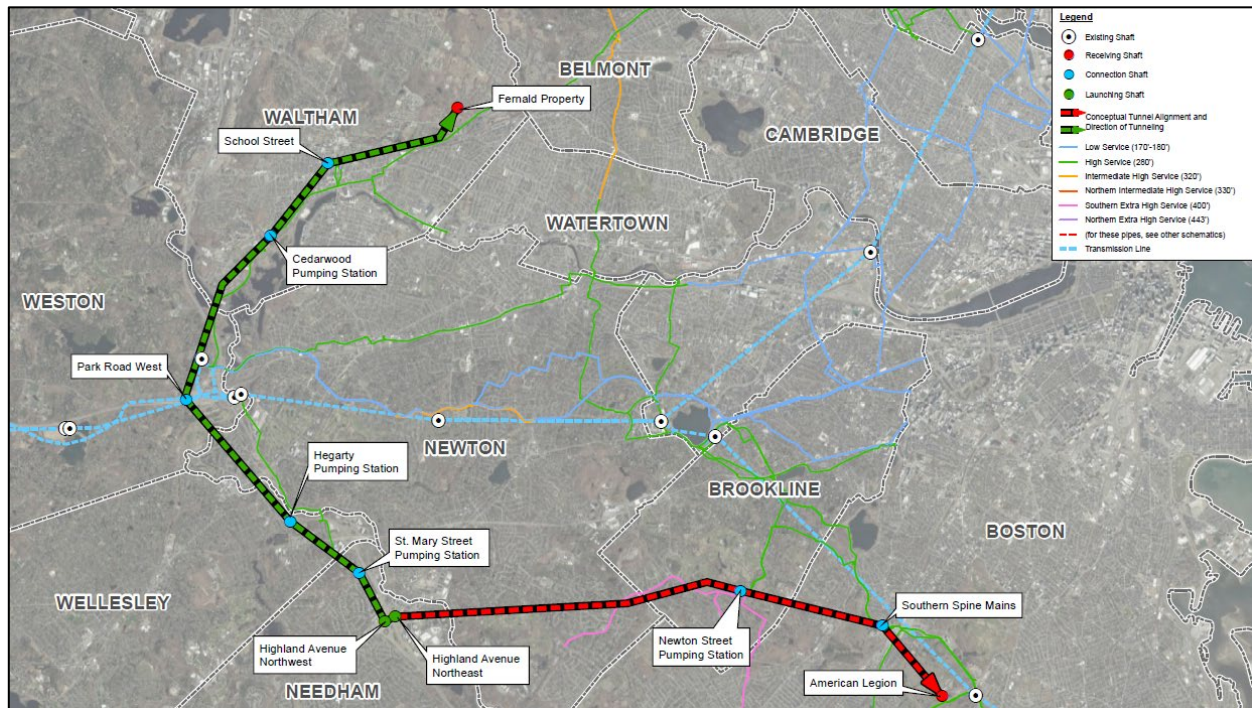 BELMONT
Fernald Property
WALTHAM
School Street
CAMBRIDGE
WATERTOWN
Cedarwood
Pumping Station
WESTON
Park Road West
NEWTON
Hegarty
Pumping Station
BROOKLINE
BOSTON
St. Mary Street
Pumping Station
WELLESLEY
Southern Spine Mains
Highland Avenue
Northwest
Highland Avenue
Northeast
Newton Street
Pumping Station
NEEDHAM
American Legion
Legend
Existing Shaft
Receiving Shaft
Connection Shaft
Launching Shaft
Conceptual Tunnel Alignment and
Direction of Tunneling
Low Service (170'-180')
High Service (280')
Intermediate High Service (320')
Northern Intermediate High Service (330')
Southern Extra High Service (400')
Northern Extra High Service (443')
(for these pipes, see other schematics)
Transmission Line